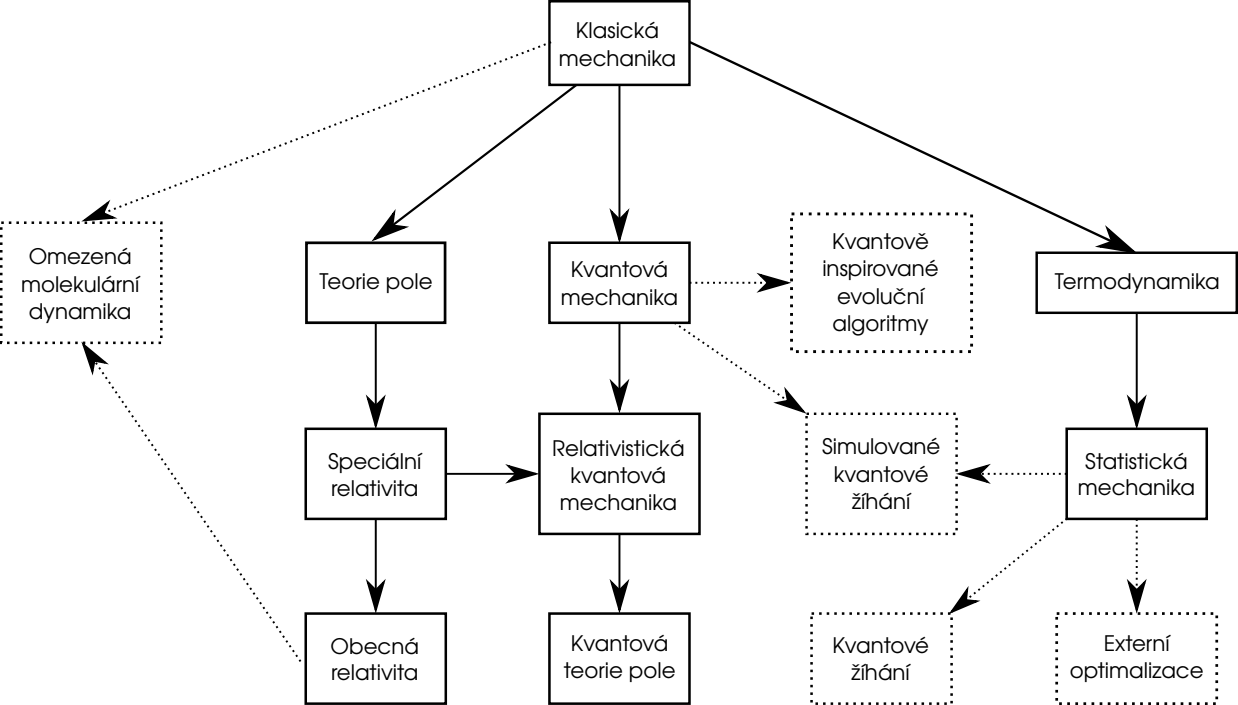 Klasická
mechanika
Omezená
molekulární
dynamika
Teorie pole
Kvantová
mechanika
Kvantově
inspirované
evoluční
algoritmy
Termodynamika
Speciální
relativita
Relativistická
kvantová
mechanika
Simulované
kvantové
žíhání
Statistická
mechanika
Obecná
relativita
Kvantová
teorie pole
Kvantové
žíhání
Externí
optimalizace